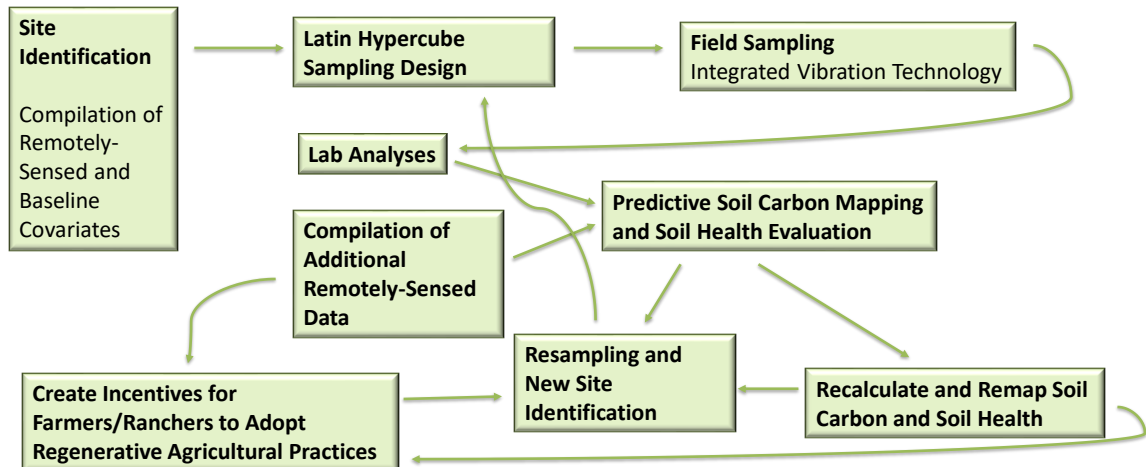 Site
Identification
Compilation of
Remotely-
Sensed and
Baseline
Covariates
Latin Hypercube
Sampling Design
Field Sampling
Integrated Vibration Technology
Lab Analyses
Predictive Soil Carbon Mapping
and Soil Health Evaluation
Compilation of
Additional
Remotely-Sensed
Data
Resampling and
New Site
Identification
Recalculate and Remap Soil
Carbon and Soil Health
Create Incentives for
Farmers/Ranchers to Adopt
Regenerative Agricultural Practices